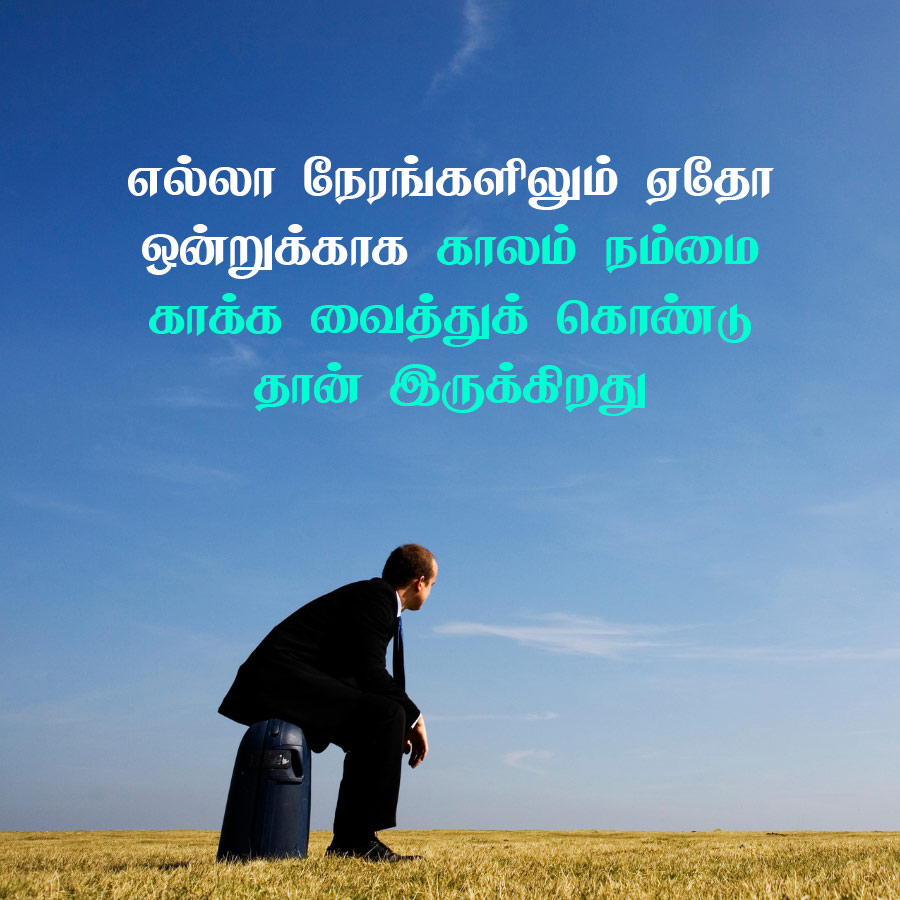 எல்லா நேரங்களிலும் ஏதோ
ஒன்றுக்காக காலம் நம்மை
காக்க வைத்துக் கொண்டு
தான் இருக்கிறது